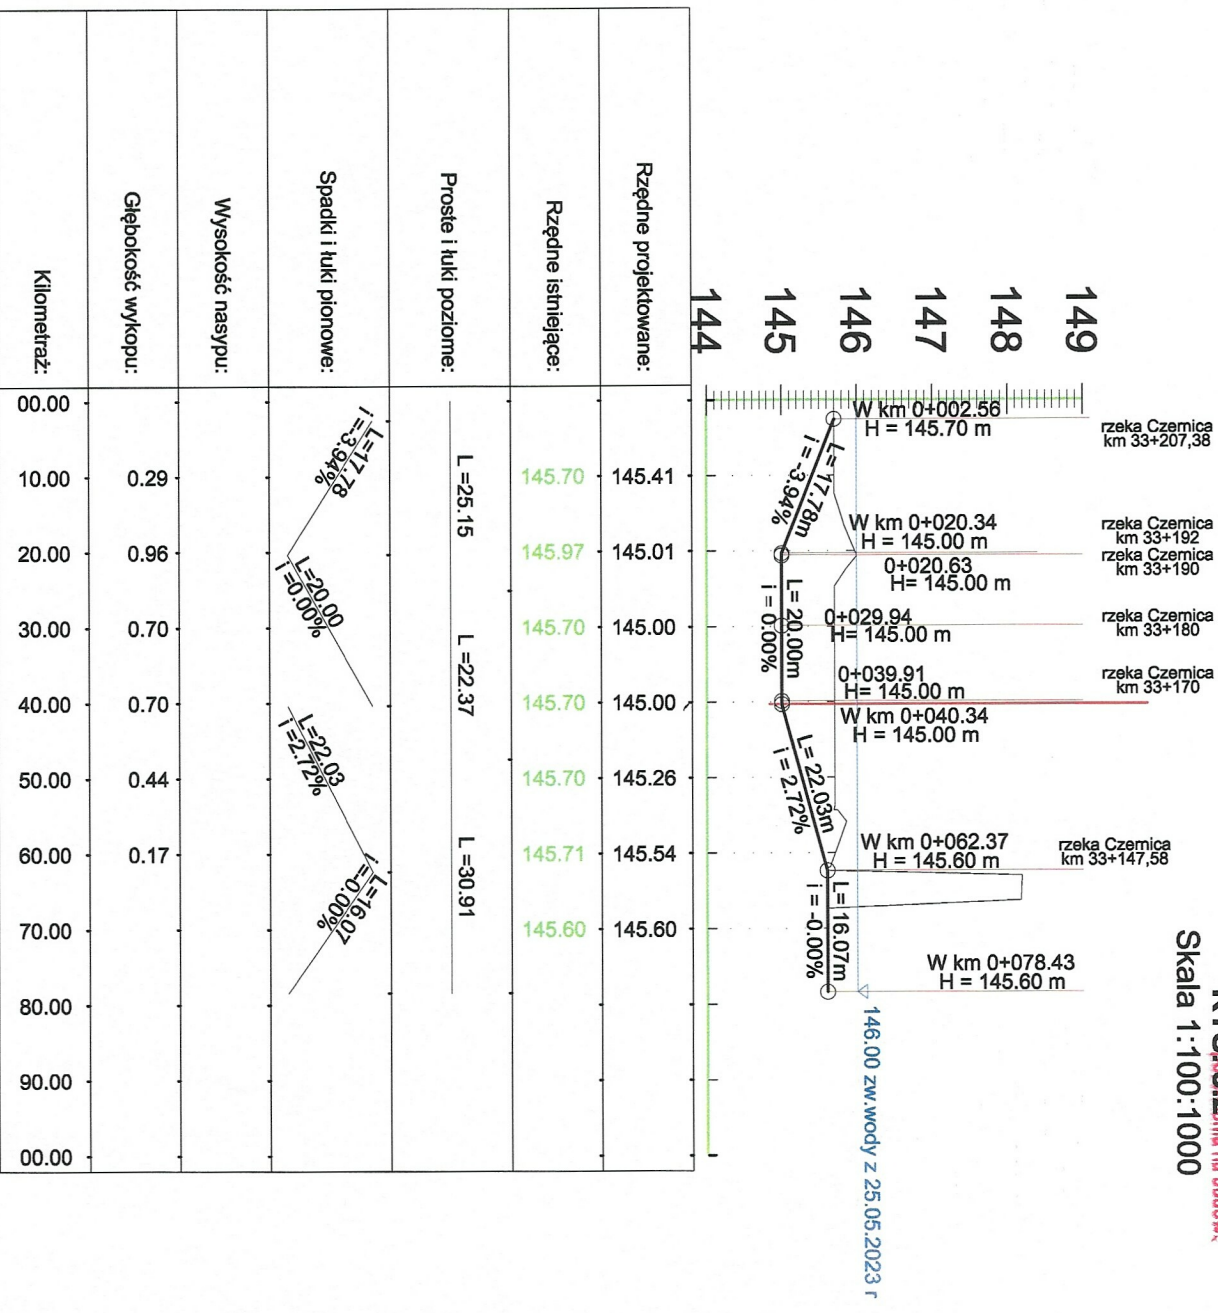 Skala 1:100:1000
149
148
147
146
145
144
rzeka Czernica
km 33+207,38
rzeka Czernica
km 33+192
rzeka Czernica
km 33+190
rzeka Czernica
km 33+180
rzeka Czernica
km 33+170
rzeka Czernica
km 33+147,58
W km 0+002.56
H = 145.70 m
W km 0+020.34
H = 145.00 m
0+020.63
H= 145.00 m
0+029.94
H= 145.00 m
0+039.91
H= 145.00 m
W km 0+040.34
H = 145.00 m
W km 0+062.37
H = 145.60 m
W km 0+078.43
H = 145.60 m
L= 17.78m
i = -3.94%
L= 20.00m
i = 0.00%
L= 22.03m
i = 2.72%
L= 16.07m
i = -0.00%
146.00 zw.wody z 25.05.2023 r
Rzędne projektowane:
145.41
145.01
145.00
145.00
145.26
145.54
145.60
Rzędne istniejące:
145.70
145.97
145.70
145.70
145.70
145.71
145.60
Proste i łuki poziome:
L =25.15
L =22.37
L =30.91
Spadki i łuki pionowe:
L=17.78
i=-3.94%
L=20.00
i =0.00%
L=22.03
i =2.72%
L=16.07
i=-0.00%
Wysokość nasypu:
Głębokość wykopu:
0.29
0.96
0.70
0.70
0.44
0.17
Kilometraż:
00.00
10.00
20.00
30.00
40.00
50.00
60.00
70.00
80.00
90.00
00.00